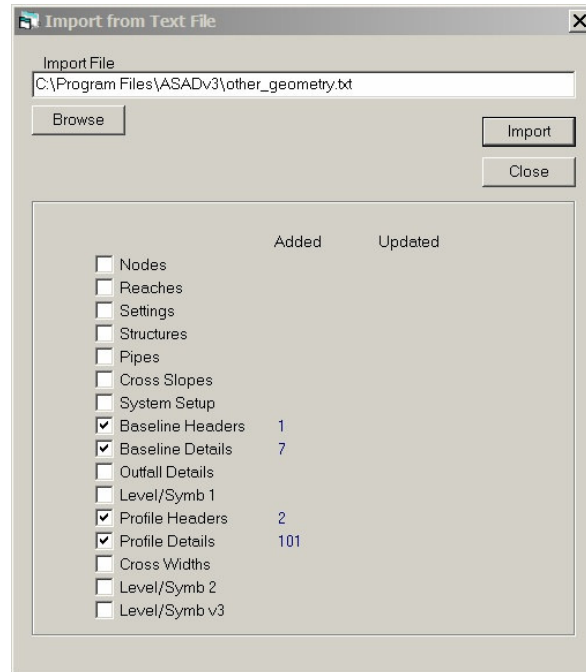 Import from Text File
Import File
C:\Program Files\ASADv3\other_geometry.txt
Browse
Import
Close
Added Updated
Nodes
Reaches
Settings
Structures
Pipes
Cross Slopes
System Setup
Baseline Headers 1
Baseline Details 7
Outfall Details
Level/Symb 1
Profile Headers 2
Profile Details 101
Cross Widths
Level/Symb 2
Level/Symb v3